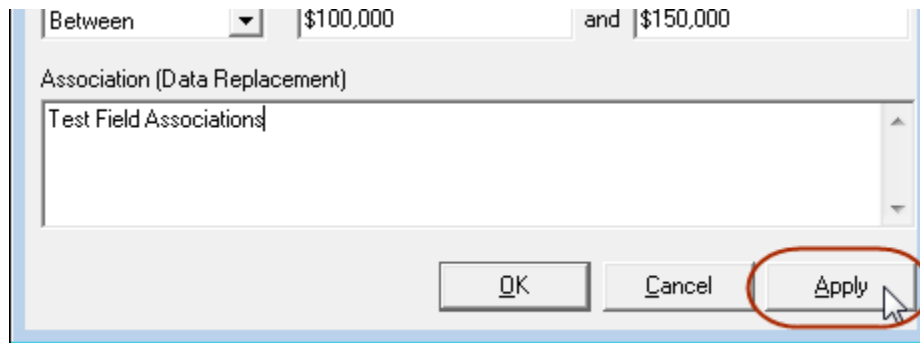 Between $100,000 and $150,000
Association (Data Replacement)
Test Field Associations
OK Cancel Apply